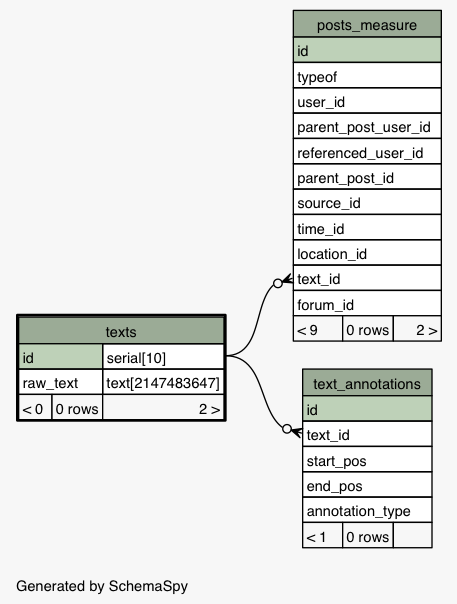 posts_measure
id
typeof
user_id
parent_post_user_id
referenced_user_id
parent_post_id
source_id
time_id
location_id
text_id
forum_id
< 9 0 rows 2 >
texts
id serial[10]
raw_text text[2147483647]
< 0 0 rows 2 >
text_annotations
id
text_id
start_pos
end_pos
annotation_type
< 1 0 rows
Generated by SchemaSpy